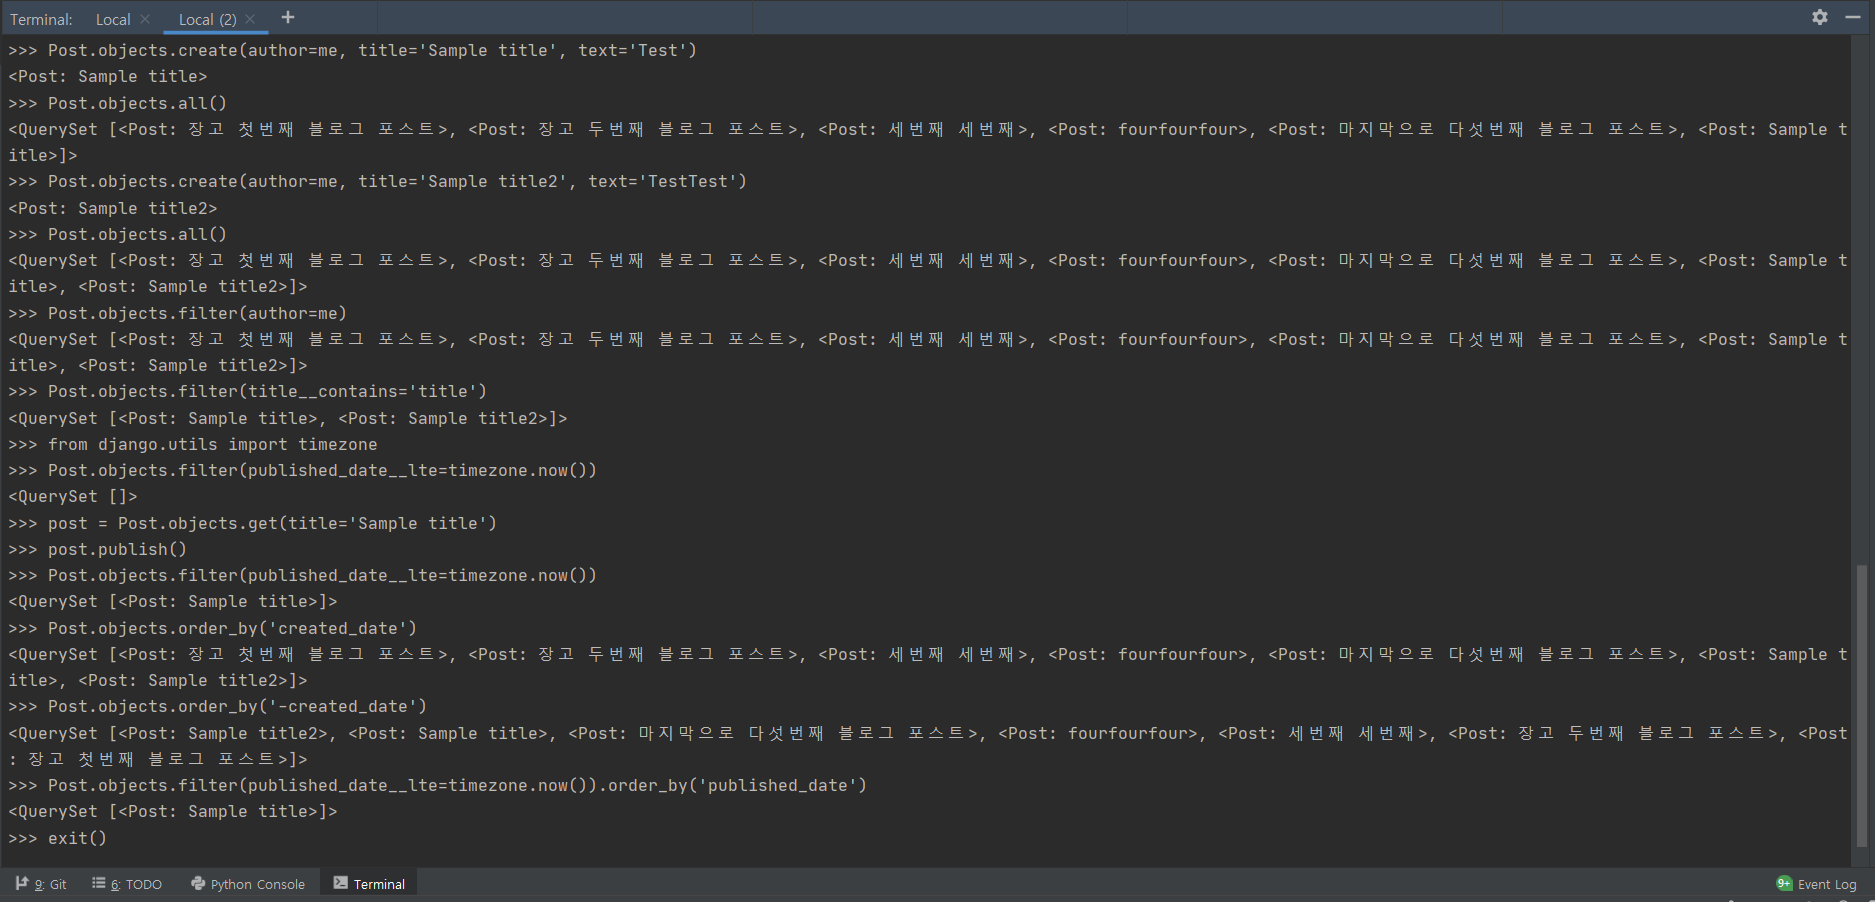 Terminal: Local Local (2)
>>> Post.objects.create(author=me, title='Sample title', text='Test')
<Post: Sample title>
>>> Post.objects.all()
<QuerySet [<Post: 장고 첫번째 블로그 포스트>, <Post: 장고 두번째 블로그 포스트>, <Post: 세번째 세번째>, <Post: fourfourfour>, <Post: 마지막으로 다섯번째 블로그 포스트>, <Post: Sample t
itle>]>
>>> Post.objects.create(author=me, title='Sample title2', text='TestTest')
<Post: Sample title2>
>>> Post.objects.all()
<QuerySet [<Post: 장고 첫번째 블로그 포스트>, <Post: 장고 두번째 블로그 포스트>, <Post: 세번째 세번째>, <Post: fourfourfour>, <Post: 마지막으로 다섯번째 블로그 포스트>, <Post: Sample t
itle>, <Post: Sample title2>]>
>>> Post.objects.filter(author=me)
<QuerySet [<Post: 장고 첫번째 블로그 포스트>, <Post: 장고 두번째 블로그 포스트>, <Post: 세번째 세번째>, <Post: fourfourfour>, <Post: 마지막으로 다섯번째 블로그 포스트>, <Post: Sample t
itle>, <Post: Sample title2>]>
>>> Post.objects.filter(title__contains='title')
<QuerySet [<Post: Sample title>, <Post: Sample title2>]>
>>> from django.utils import timezone
>>> Post.objects.filter(published_date__lte=timezone.now())
<QuerySet []>
>>> post = Post.objects.get(title='Sample title')
>>> post.publish()
>>> Post.objects.filter(published_date__lte=timezone.now())
<QuerySet [<Post: Sample title>]>
>>> Post.objects.order_by('created_date')
<QuerySet [<Post: 장고 첫번째 블로그 포스트>, <Post: 장고 두번째 블로그 포스트>, <Post: 세번째 세번째>, <Post: fourfourfour>, <Post: 마지막으로 다섯번째 블로그 포스트>, <Post: Sample t
itle>, <Post: Sample title2>]>
>>> Post.objects.order_by('-created_date')
<QuerySet [<Post: Sample title2>, <Post: Sample title>, <Post: 마지막으로 다섯번째 블로그 포스트>, <Post: fourfourfour>, <Post: 세번째 세번째>, <Post: 장고 두번째 블로그 포스트>, <Post
: 장고 첫번째 블로그 포스트>]>
>>> Post.objects.filter(published_date__lte=timezone.now()).order_by('published_date')
<QuerySet [<Post: Sample title>]>
>>> exit()
9: Git 6: TODO Python Console Terminal 9+ Event Log